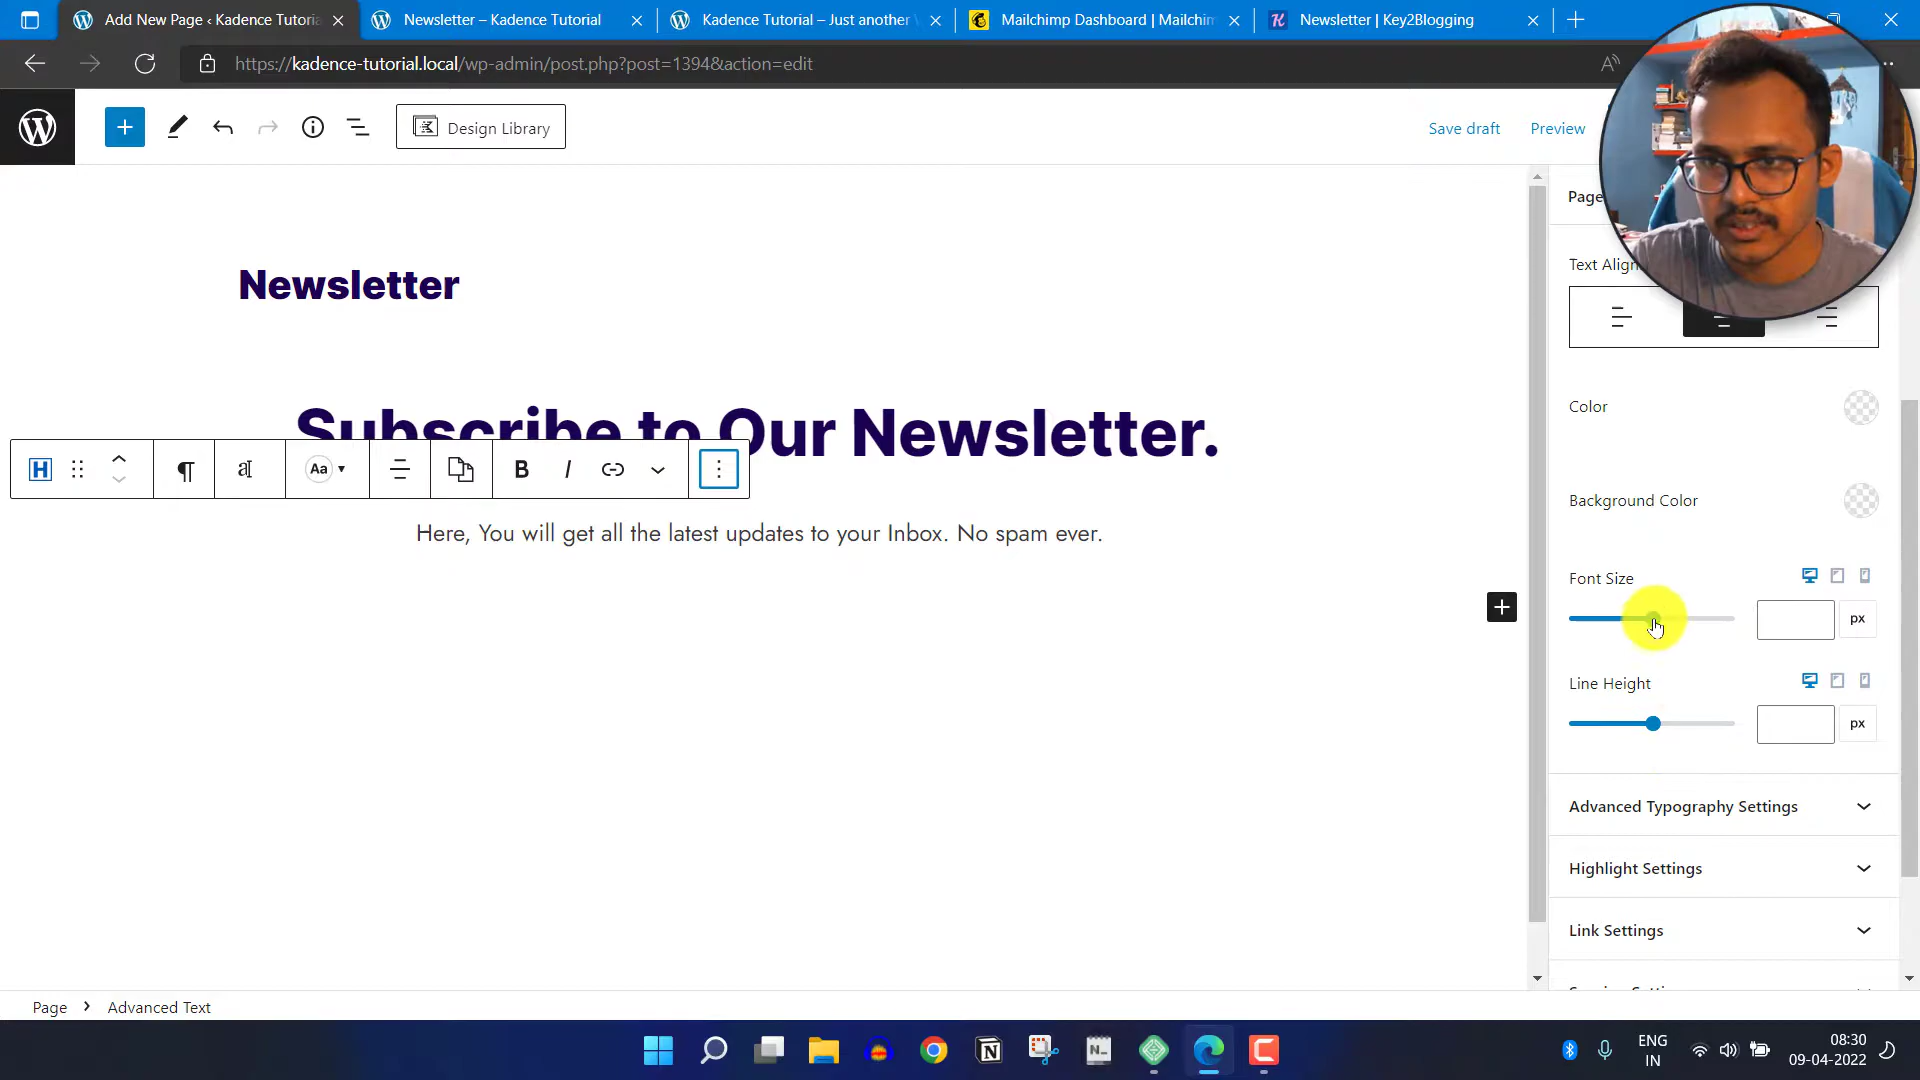 Add New Page ‹ Kadence Tutoria
Newsletter – Kadence Tutorial
Kadence Tutorial – Just another
Mailchimp Dashboard | Mailchim
Newsletter | Key2Blogging
https://kadence-tutorial.local/wp-admin/post.php?post=1394&action=edit
Design Library
Save draft
Preview
Page
Newsletter
Text Align
Color
Subscribe to Our Newsletter.
Aa
B I
Background Color
Here, You will get all the latest updates to your Inbox. No spam ever.
Font Size
px
Line Height
px
Advanced Typography Settings
Highlight Settings
Link Settings
Page
Advanced Text
ENG
IN
08:30
09-04-2022